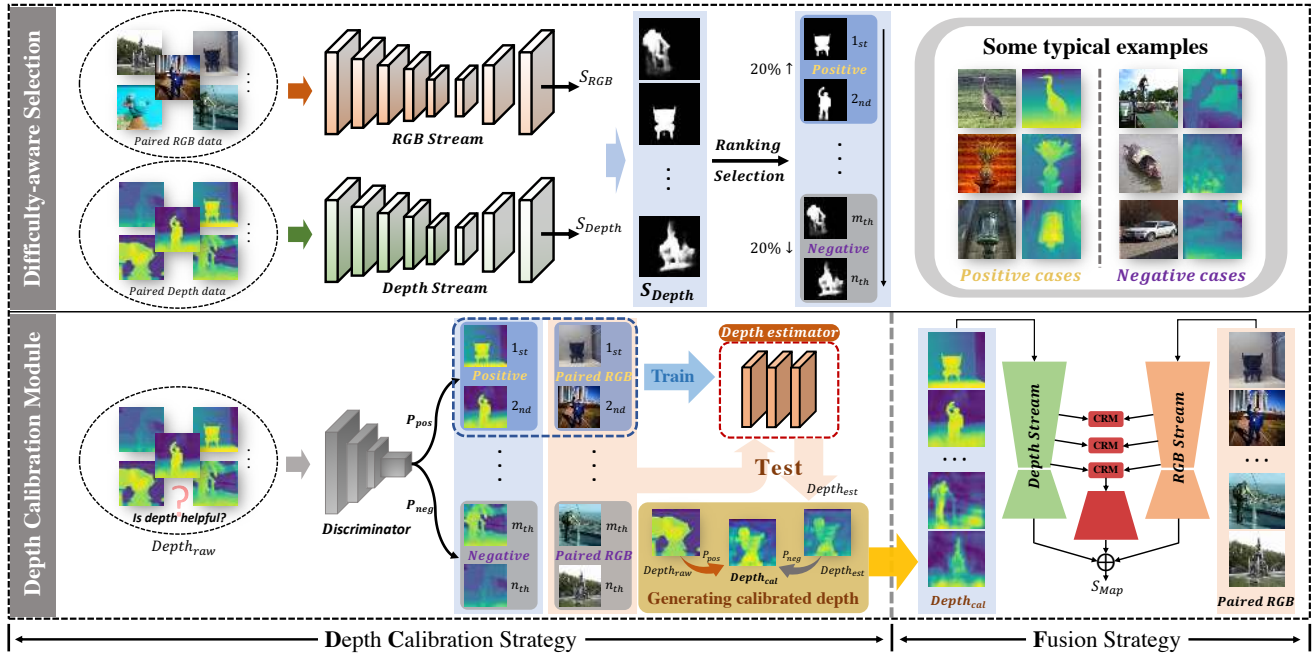 Difficulty-aware Selection
Paired RGB data
Paired Depth data
RGB Stream
Depth Stream
S_RGB
S_Depth
S_Depth
Ranking
Selection
20% ↑
20% ↓
1_st
Positive
2_nd
m_th
Negative
n_th
Some typical examples
Positive cases
Negative cases
Depth Calibration Module
Is depth helpful?
?
Depth_raw
Discriminator
P_pos
P_neg
1_st
Positive
2_nd
m_th
Negative
n_th
1_st
Paired RGB
2_nd
m_th
Paired RGB
n_th
Train
Depth estimator
Test
Depth_est
Depth_raw
P_pos
Depth_cal
P_neg
Depth_est
Generating calibrated depth
Depth_cal
Depth Stream
CRM
CRM
CRM
RGB Stream
S_Map
Paired RGB
Depth Calibration Strategy
Fusion Strategy